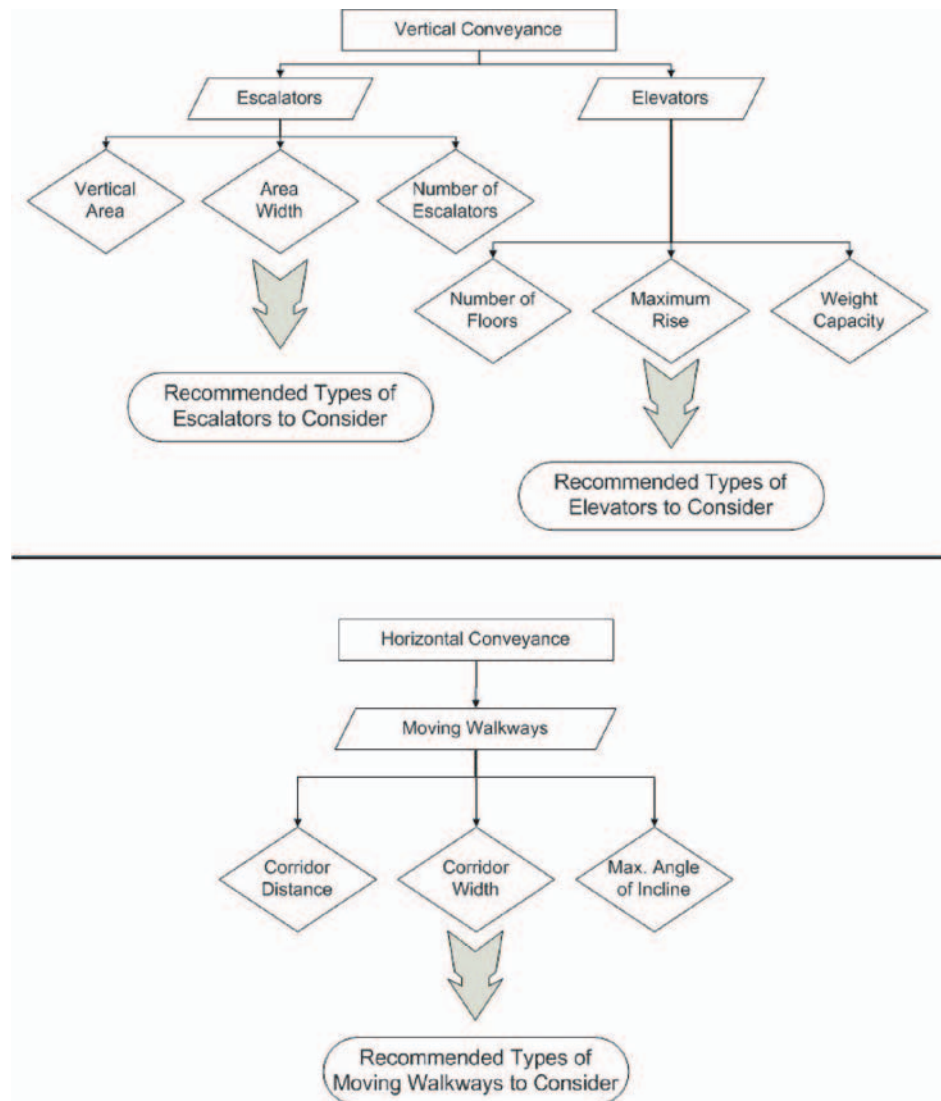 Vertical Conveyance
Escalators
Elevators
Vertical
Area
Area
Width
Number of
Escalators
Number of
Floors
Maximum
Rise
Weight
Capacity
Recommended Types of
Escalators to Consider
Recommended Types of
Elevators to Consider
Horizontal Conveyance
Moving Walkways
Corridor
Distance
Corridor
Width
Max. Angle
of Incline
Recommended Types of
Moving Walkways to Consider